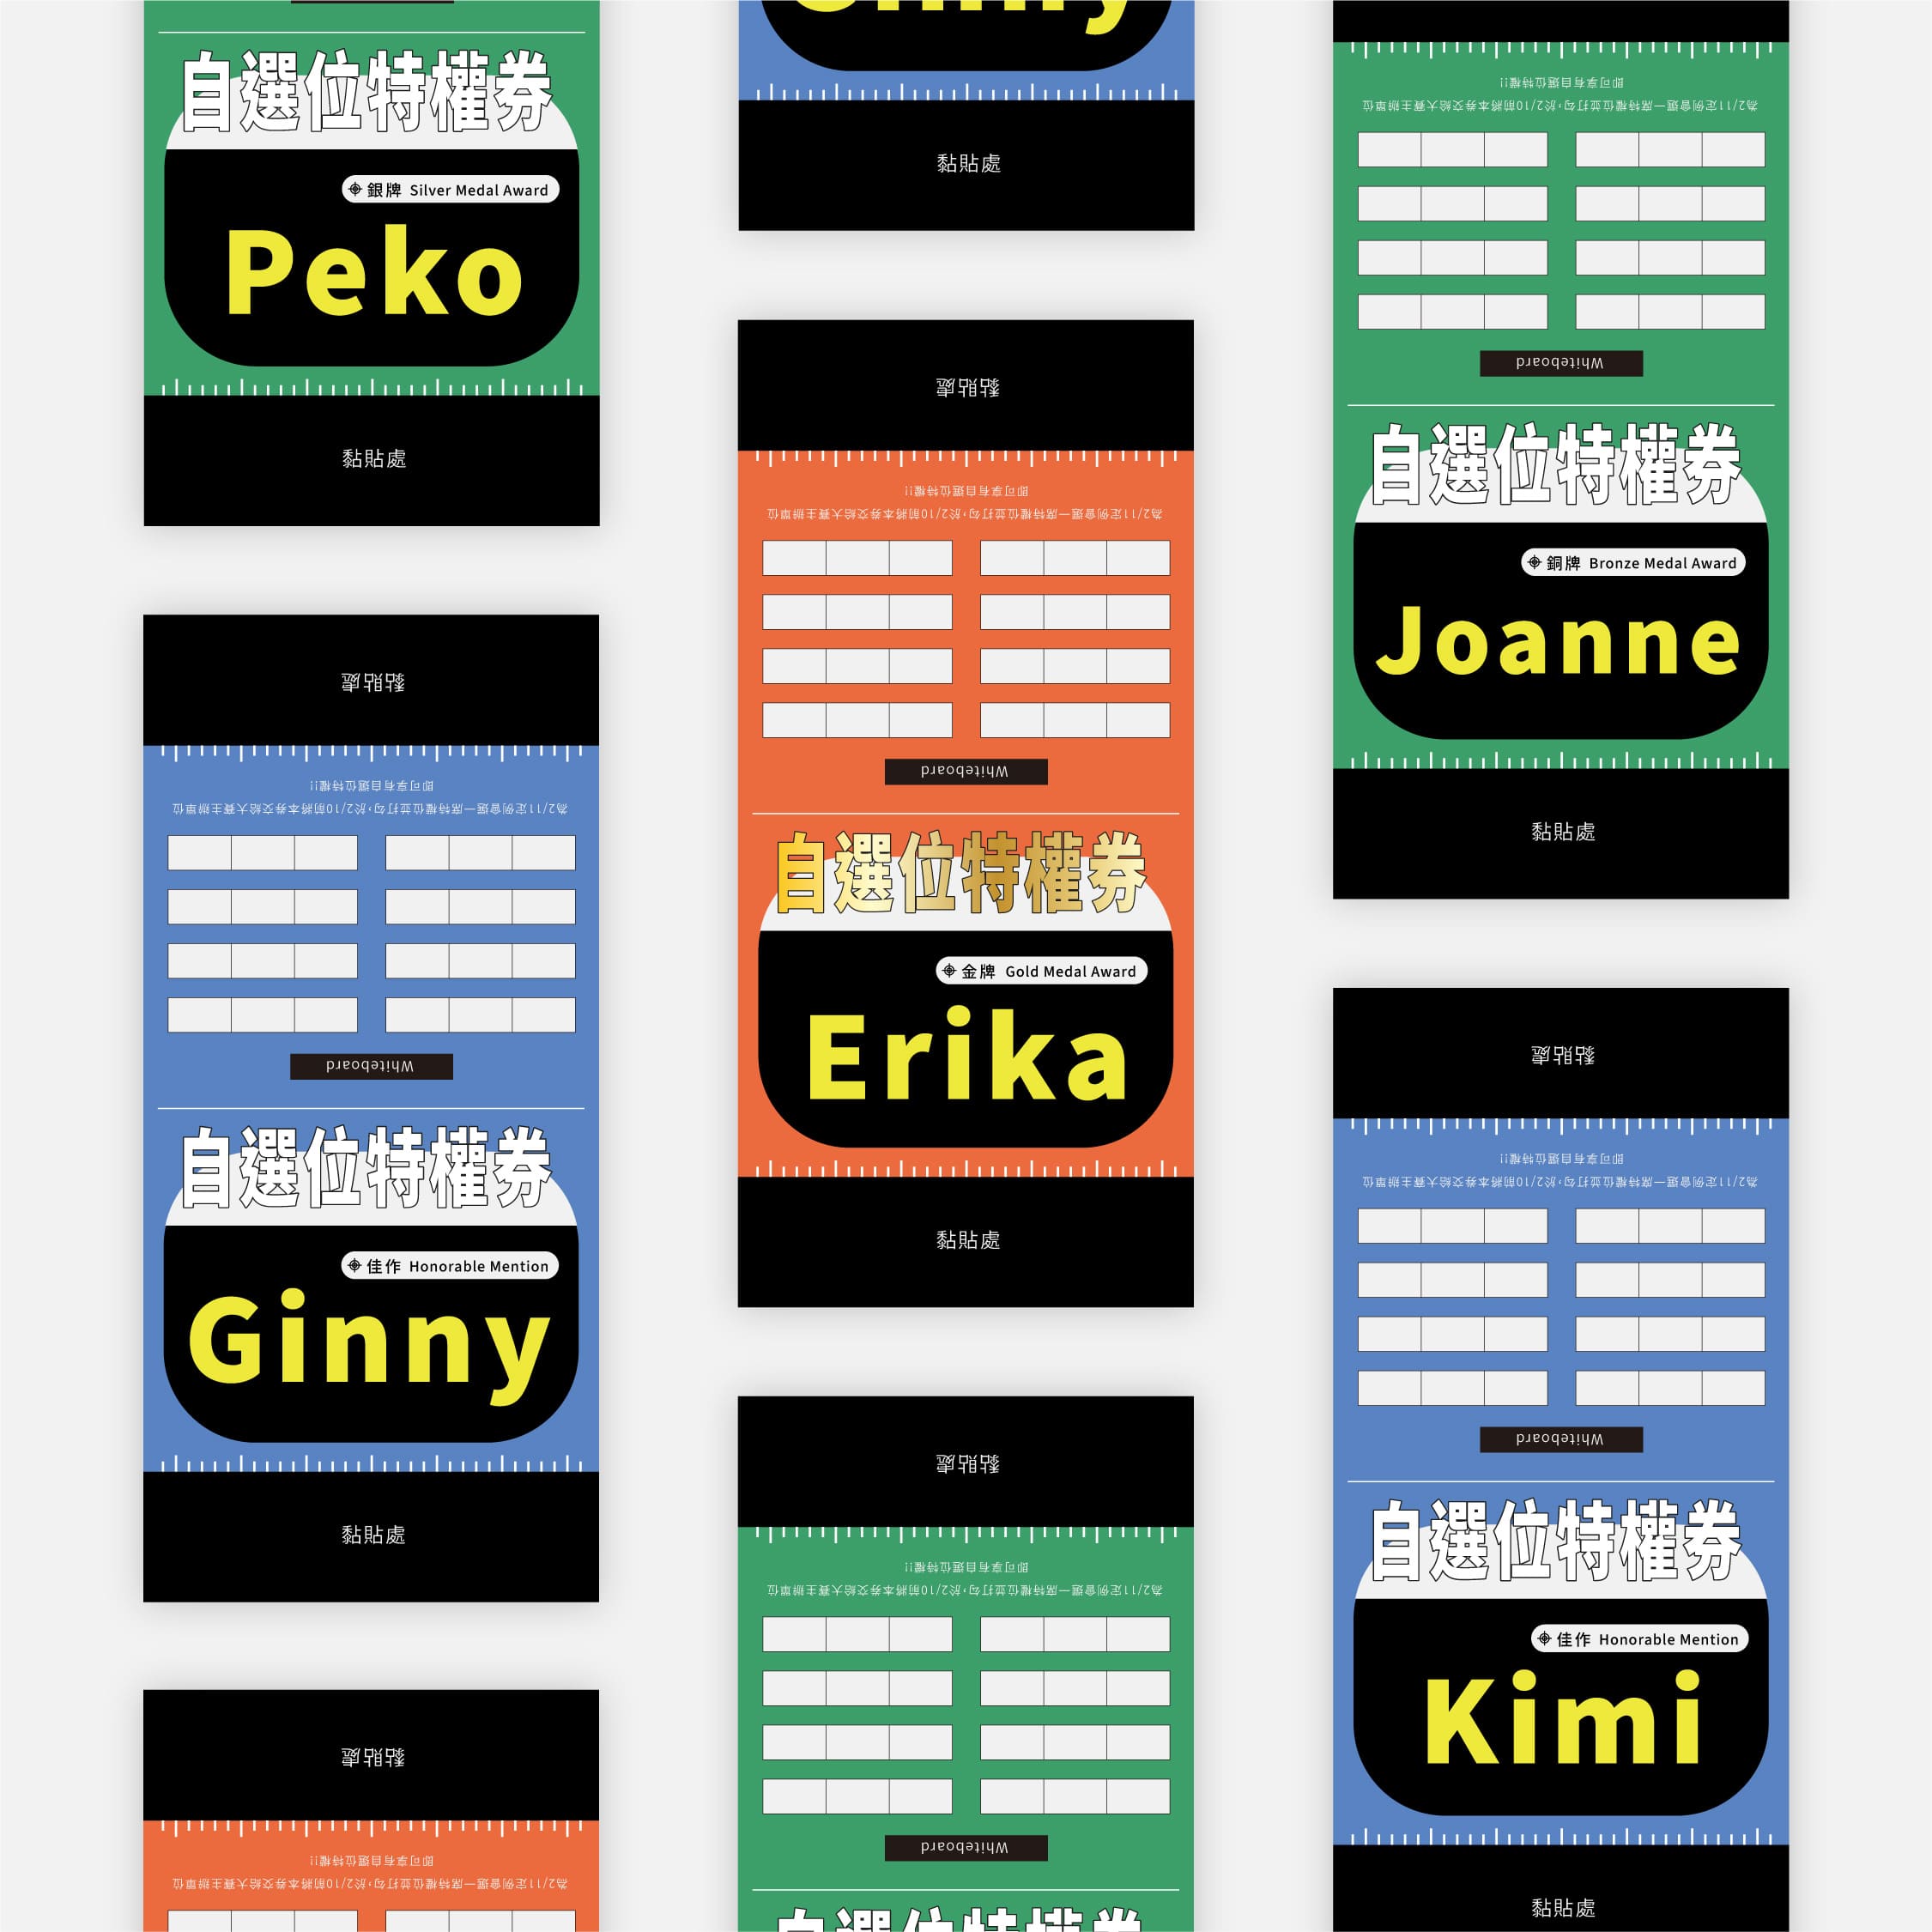 自選位特權券
銀牌 Silver Medal Award
Peko
黏貼處
Whiteboard
為2/11定例會選一席特權位並打勾，於2/10前將本券交給大賽主辦單位
即可享有自選位特權!!
黏貼處
自選位特權券
佳作 Honorable Mention
Ginny
黏貼處
為2/11定例會選一席特權位並打勾，於2/10前將本券交給大賽主辦單位
即可享有自選位特權!!
黏貼處
黏貼處
Whiteboard
為2/11定例會選一席特權位並打勾，於2/10前將本券交給大賽主辦單位
即可享有自選位特權!!
黏貼處
自選位特權券
金牌 Gold Medal Award
Erika
黏貼處
Whiteboard
為2/11定例會選一席特權位並打勾，於2/10前將本券交給大賽主辦單位
即可享有自選位特權!!
黏貼處
Whiteboard
為2/11定例會選一席特權位並打勾，於2/10前將本券交給大賽主辦單位
即可享有自選位特權!!
自選位特權券
銅牌 Bronze Medal Award
Joanne
黏貼處
Whiteboard
為2/11定例會選一席特權位並打勾，於2/10前將本券交給大賽主辦單位
即可享有自選位特權!!
黏貼處
自選位特權券
佳作 Honorable Mention
Kimi
黏貼處